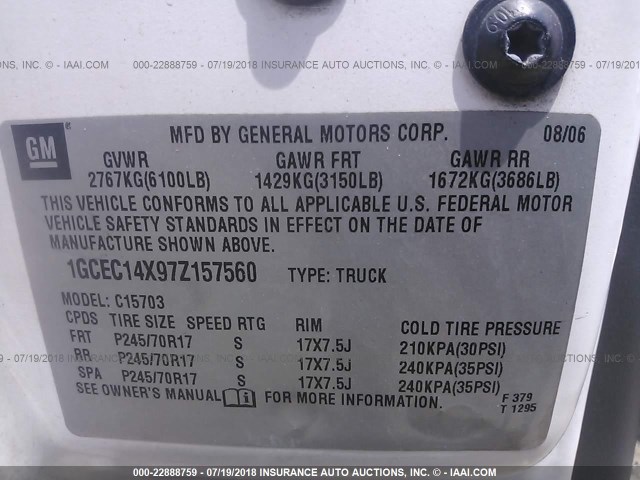 000-22888759 - 07/19/2018 INSURANCE AUTO AUCTIONS, INC. - IAAI.COM
GM
MFD BY GENERAL MOTORS CORP. 08/06
GVWR GAWR FRT GAWR RR
2767KG(6100LB) 1429KG(3150LB) 1672KG(3686LB)
THIS VEHICLE CONFORMS TO ALL APPLICABLE U.S. FEDERAL MOTOR
VEHICLE SAFETY STANDARDS IN EFFECT ON THE DATE OF
MANUFACTURE SHOWN ABOVE.
1GCEC14X97Z157560 TYPE: TRUCK
MODEL: C15703
CPDS TIRE SIZE SPEED RTG RIM COLD TIRE PRESSURE
FRT P245/70R17 S 17X7.5J 210KPA(30PSI)
RR P245/70R17 S 17X7.5J 240KPA(35PSI)
SPA P245/70R17 S 17X7.5J 240KPA(35PSI)
SEE OWNER'S MANUAL FOR MORE INFORMATION. F 379
T 1295
000-22888759 - 07/19/2018 INSURANCE AUTO AUCTIONS, INC. - IAAI.COM